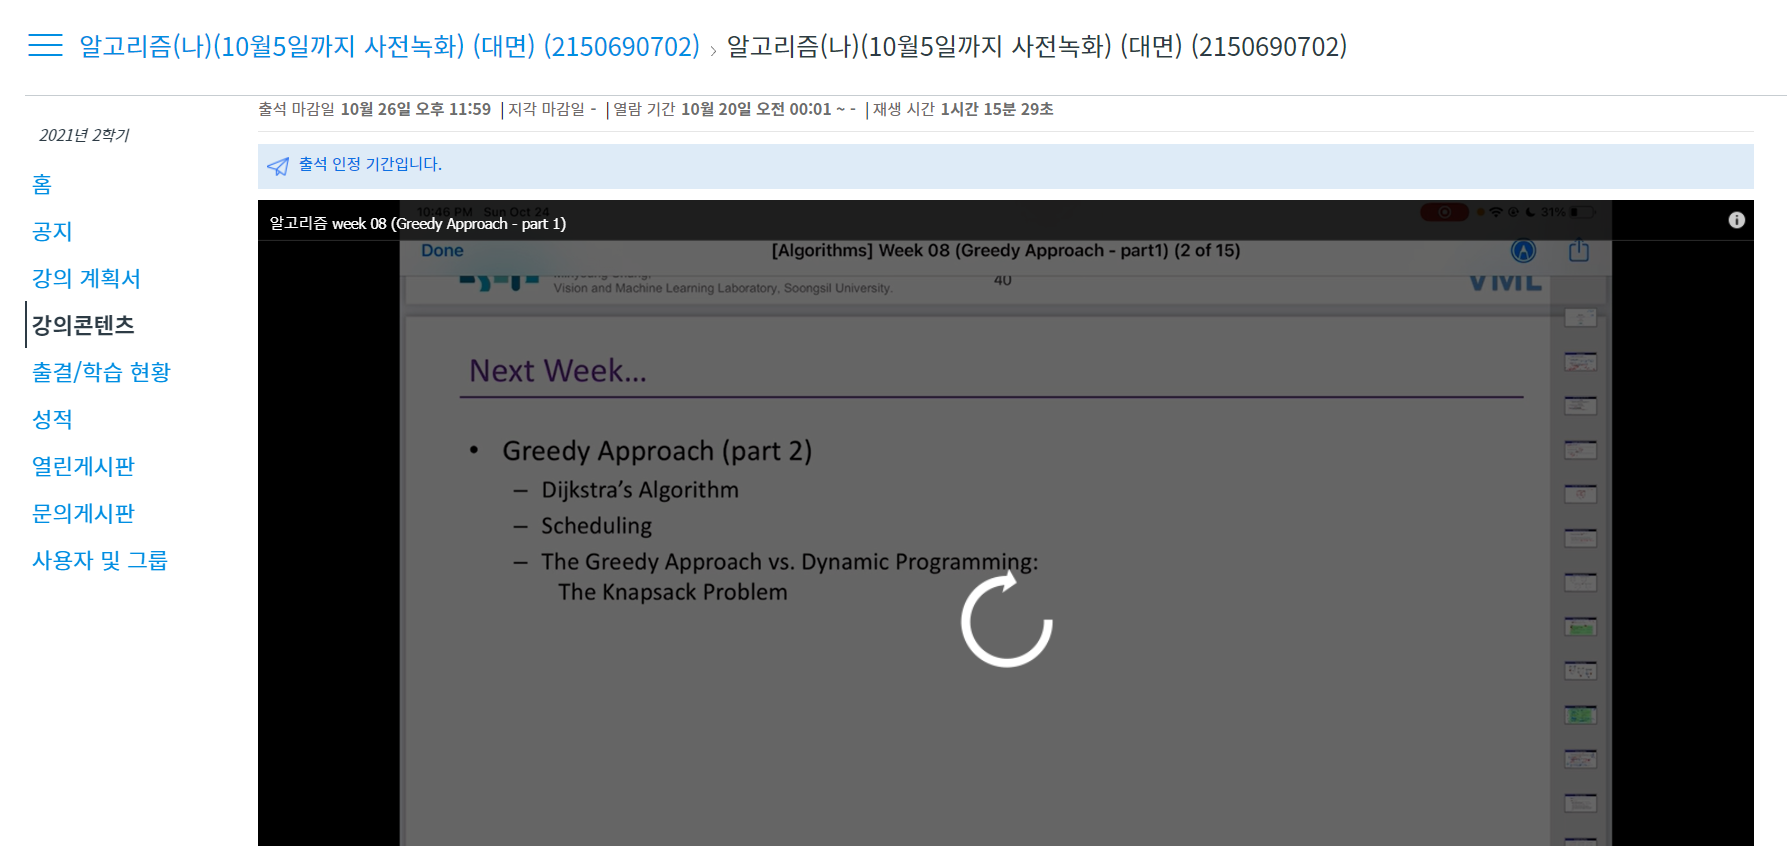 알고리즘(나)(10월5일까지 사전녹화) (대면) (2150690702) › 알고리즘(나)(10월5일까지 사전녹화) (대면) (2150690702)
출석 마감일 10월 26일 오후 11:59 | 지각 마감일 - | 열람 기간 10월 20일 오전 00:01 ~ - | 재생 시간 1시간 15분 29초
2021년 2학기
출석 인정 기간입니다.
홈
공지
강의 계획서
강의콘텐츠
출결/학습 현황
성적
열린게시판
문의게시판
사용자 및 그룹
10:46 PM Sun Oct 24 31%
알고리즘 week 08 (Greedy Approach - part 1)
Done [Algorithms] Week 08 (Greedy Approach - part1) (2 of 15)
Vision and Machine Learning Laboratory, Soongsil University. 40 VML
Next Week...
• Greedy Approach (part 2)
– Dijkstra’s Algorithm
– Scheduling
– The Greedy Approach vs. Dynamic Programming:
The Knapsack Problem